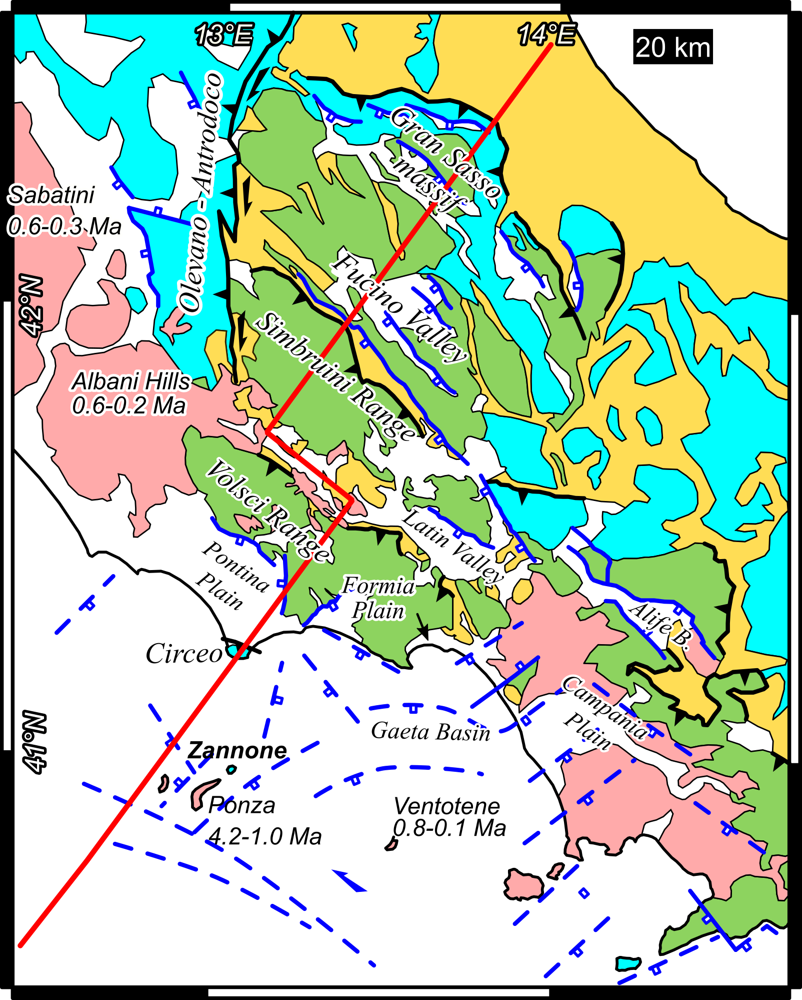 13°E
14°E
20 km
Olevano - Antrodoco
Gran Sasso
massif
Sabatini
0.6-0.3 Ma
42°N
Fucino Valley
Simbruini Range
Albani Hills
0.6-0.2 Ma
Volsci Range
Latin Valley
Pontina
Plain
Formia
Plain
Alife B.
Circeo
Campania
Plain
41°N
Gaeta Basin
Zannone
Ponza
4.2-1.0 Ma
Ventotene
0.8-0.1 Ma